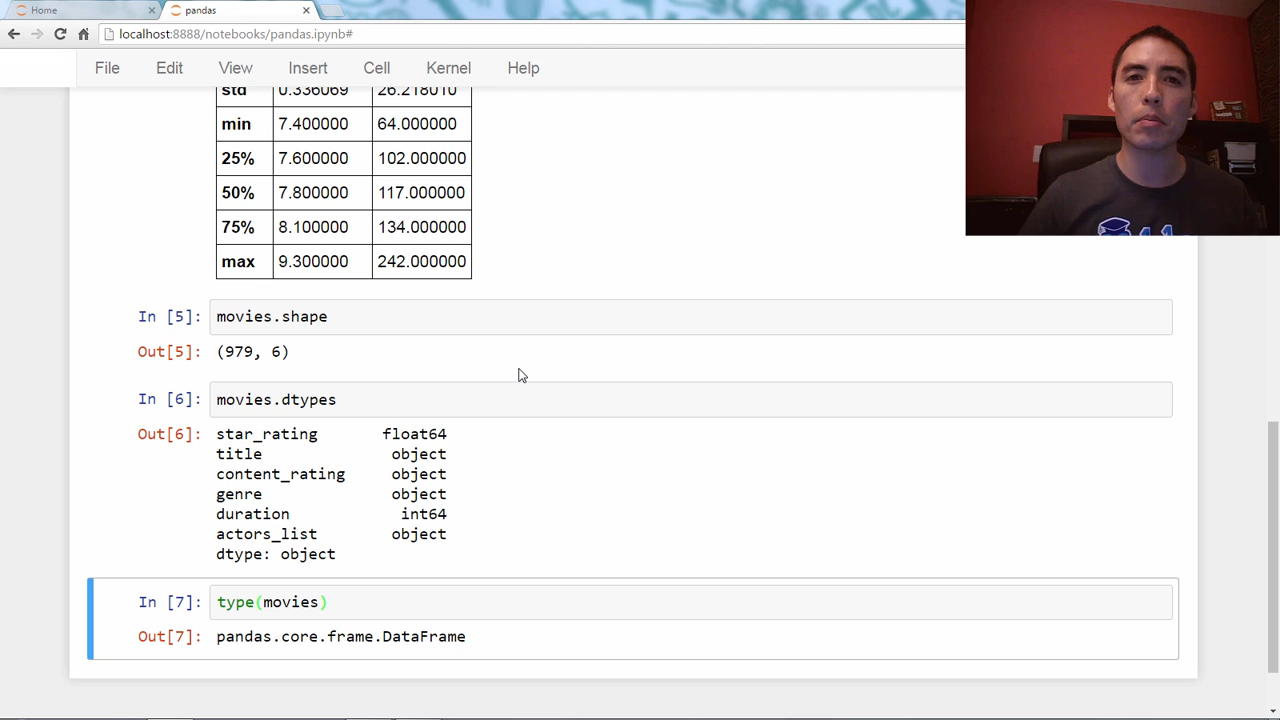 Home
pandas
localhost:8888/notebooks/pandas.ipynb#
File Edit View Insert Cell Kernel Help
std 0.336069 26.218010
min 7.400000 64.000000
25% 7.600000 102.000000
50% 7.800000 117.000000
75% 8.100000 134.000000
max 9.300000 242.000000
In [5]: movies.shape
Out[5]: (979, 6)
In [6]: movies.dtypes
Out[6]: star_rating float64
title object
content_rating object
genre object
duration int64
actors_list object
dtype: object
In [7]: type(movies)
Out[7]: pandas.core.frame.DataFrame